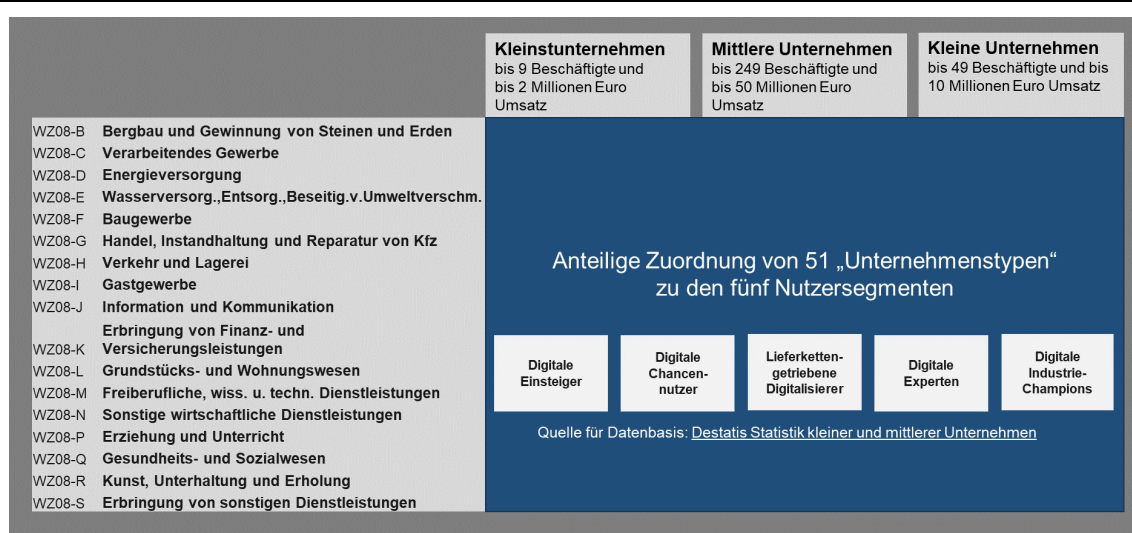 Kleinstunternehmen
bis 9 Beschäftigte und
bis 2 Millionen Euro
Umsatz
Mittlere Unternehmen
bis 249 Beschäftigte und
bis 50 Millionen Euro
Umsatz
Kleine Unternehmen
bis 49 Beschäftigte und bis
10 Millionen Euro Umsatz
WZ08-B Bergbau und Gewinnung von Steinen und Erden
WZ08-C Verarbeitendes Gewerbe
WZ08-D Energieversorgung
WZ08-E Wasserversorg.,Entsorg.,Beseitig.v.Umweltverschm.
WZ08-F Baugewerbe
WZ08-G Handel, Instandhaltung und Reparatur von Kfz
WZ08-H Verkehr und Lagerei
WZ08-I Gastgewerbe
WZ08-J Information und Kommunikation
Erbringung von Finanz- und
WZ08-K Versicherungsleistungen
WZ08-L Grundstücks- und Wohnungswesen
WZ08-M Freiberufliche, wiss. u. techn. Dienstleistungen
WZ08-N Sonstige wirtschaftliche Dienstleistungen
WZ08-P Erziehung und Unterricht
WZ08-Q Gesundheits- und Sozialwesen
WZ08-R Kunst, Unterhaltung und Erholung
WZ08-S Erbringung von sonstigen Dienstleistungen
Anteilige Zuordnung von 51 „Unternehmenstypen“
zu den fünf Nutzersegmenten
Digitale
Einsteiger
Digitale
Chancen-
nutzer
Lieferketten-
getriebene
Digitalisierer
Digitale
Experten
Digitale
Industrie-
Champions
Quelle für Datenbasis: Destatis Statistik kleiner und mittlerer Unternehmen